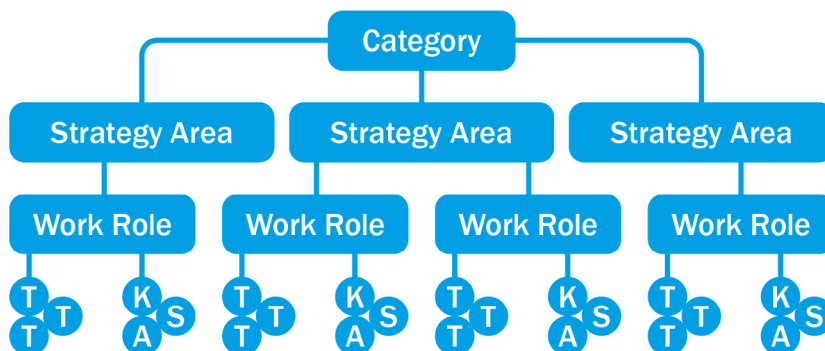 Category
Strategy Area Strategy Area Strategy Area
Work Role Work Role Work Role Work Role
T K T K T K T K
T S T S T S T S
T A T A T A T A